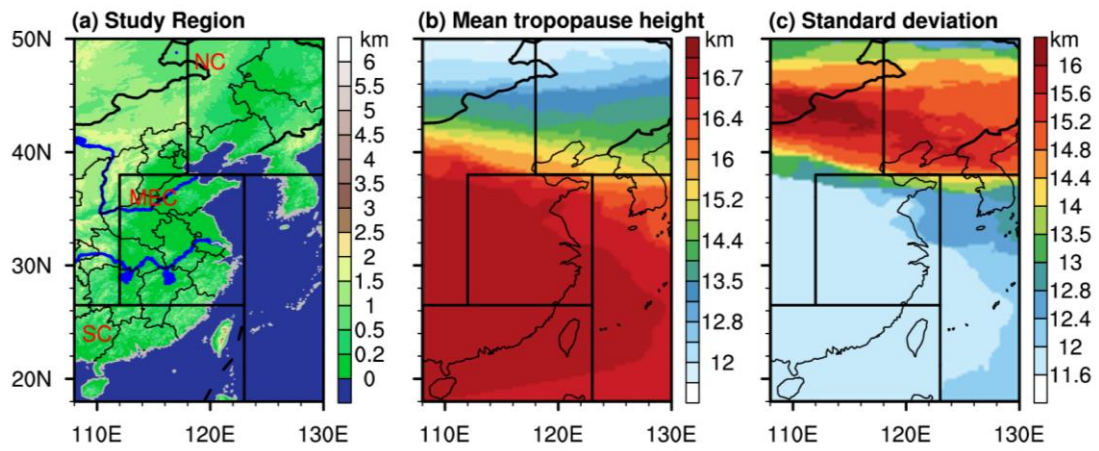 (a) Study Region
(b) Mean tropopause height
(c) Standard deviation
50N
40N
30N
20N
110E
120E
130E
NC
MEC
SC
km
6
5.5
5
4.5
4
3.5
3
2.5
2
1.5
1
0.5
0.2
0
110E
120E
130E
km
16.7
16.4
16
15.2
14.4
13.5
12.8
12
110E
120E
130E
km
16
15.6
15.2
14.8
14.4
14
13.5
13
12.8
12.4
12
11.6